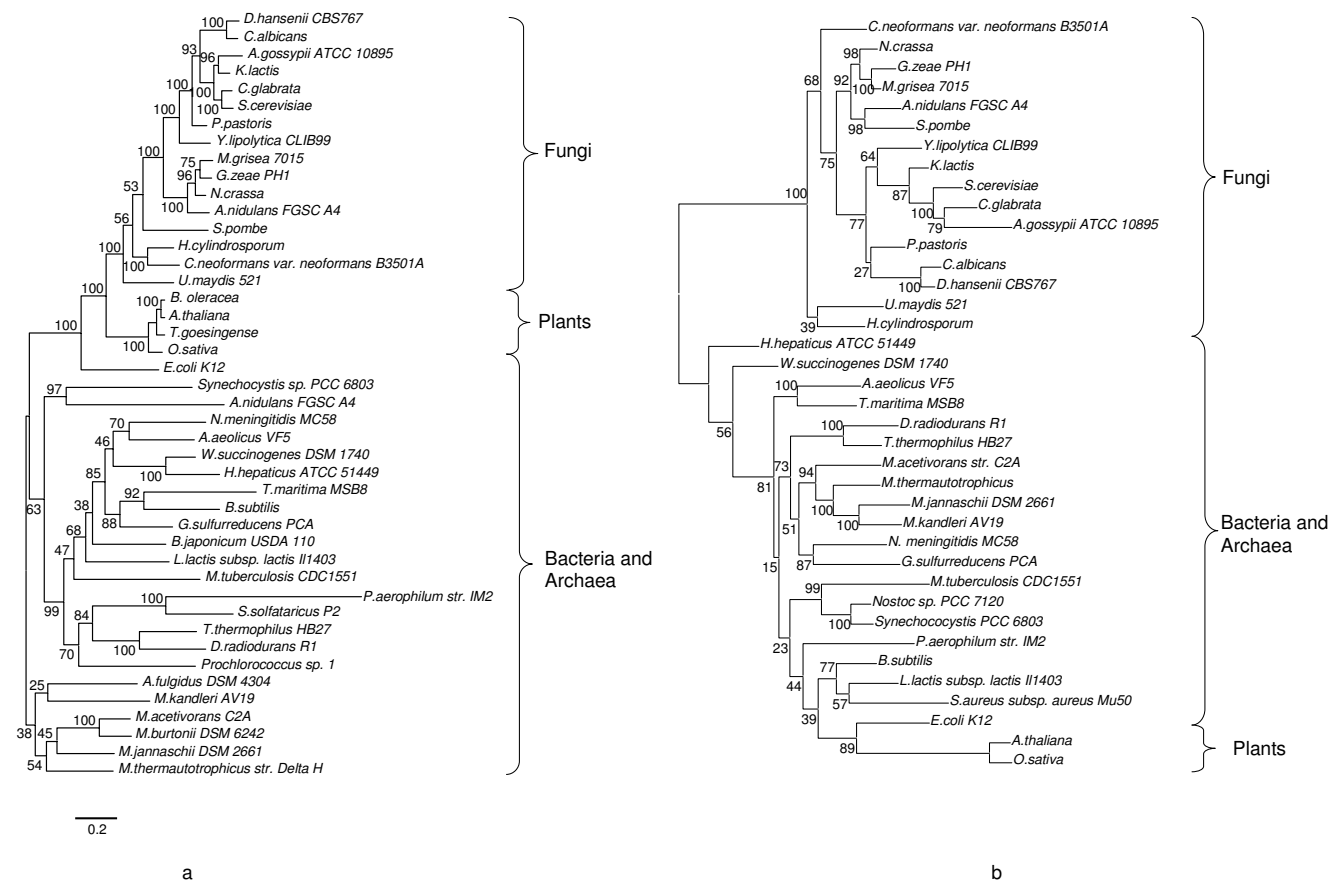 D.hansenii CBS767
100
C.albicans
93
A.gossypii ATCC 10895
96
K.lactis
100
C.glabrata
100
S.cerevisiae
100
P.pastoris
100
Y.lipolytica CLIB99
100
M.grisea 7015
75
G.zeae PH1
96
N.crassa
100
A.nidulans FGSC A4
53
S.pombe
56
H.cylindrosporum
100
C.neoformans var. neoformans B3501A
100
U.maydis 521
Fungi
100
B. oleracea
100
A.thaliana
T.goesingense
100
O.sativa
Plants
100
E.coli K12
Synechocystis sp. PCC 6803
97
A.nidulans FGSC A4
N.meningitidis MC58
70
A.aeolicus VF5
46
W.succinogenes DSM 1740
100
H.hepaticus ATCC 51449
85
T.maritima MSB8
92
B.subtilis
88
G.sulfurreducens PCA
38
B.japonicum USDA 110
68
L.lactis subsp. lactis Il1403
47
M.tuberculosis CDC1551
63
99
P.aerophilum str. IM2
100
S.solfataricus P2
84
T.thermophilus HB27
100
D.radiodurans R1
70
Prochlorococcus sp. 1
A.fulgidus DSM 4304
25
M.kandleri AV19
38
M.acetivorans C2A
100
M.burtonii DSM 6242
45
M.jannaschii DSM 2661
54
M.thermautotrophicus str. Delta H
Bacteria and
Archaea
0.2
a
C.neoformans var. neoformans B3501A
68
N.crassa
98
G.zeae PH1
100
M.grisea 7015
92
A.nidulans FGSC A4
98
S.pombe
75
Y.lipolytica CLIB99
64
K.lactis
87
S.cerevisiae
100
C.glabrata
79
A.gossypii ATCC 10895
77
P.pastoris
27
C.albicans
100
D.hansenii CBS767
100
U.maydis 521
39
H.cylindrosporum
Fungi
H.hepaticus ATCC 51449
W.succinogenes DSM 1740
56
A.aeolicus VF5
100
T.maritima MSB8
81
D.radiodurans R1
100
T.thermophilus HB27
73
M.acetivorans str. C2A
94
M.thermautotrophicus
100
M.jannaschii DSM 2661
100
M.kandleri AV19
51
N. meningitidis MC58
87
G.sulfurreducens PCA
15
M.tuberculosis CDC1551
99
Nostoc sp. PCC 7120
100
Synechococystis PCC 6803
23
P.aerophilum str. IM2
44
B.subtilis
77
L.lactis subsp. lactis Il1403
57
S.aureus subsp. aureus Mu50
39
E.coli K12
89
Bacteria and
Archaea
A.thaliana
O.sativa
Plants
b